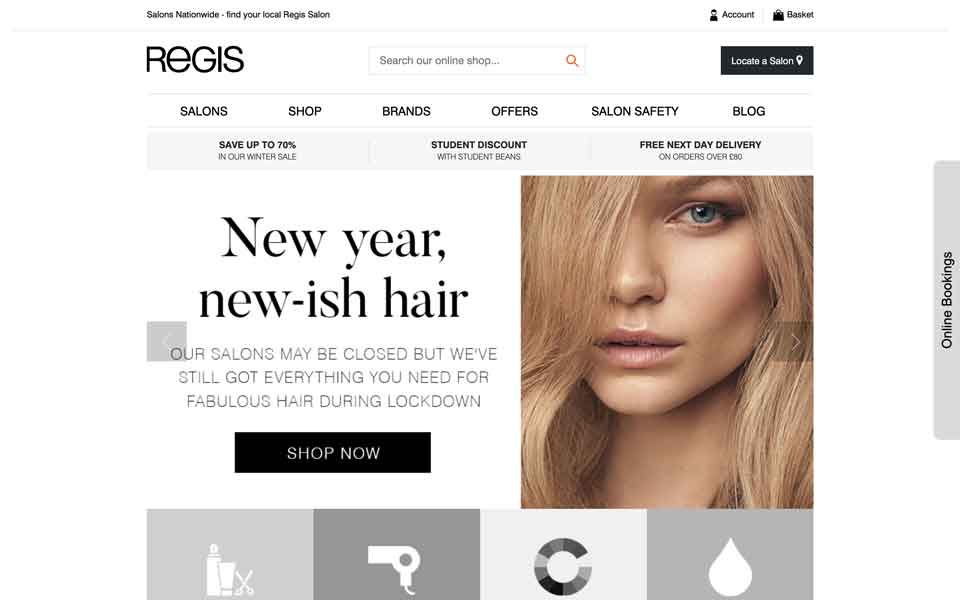 Salons Nationwide - find your local Regis Salon
Account
Basket
REGIS
Search our online shop...
Locate a Salon
SALONS
SHOP
BRANDS
OFFERS
SALON SAFETY
BLOG
SAVE UP TO 70%
IN OUR WINTER SALE
STUDENT DISCOUNT
WITH STUDENT BEANS
FREE NEXT DAY DELIVERY
ON ORDERS OVER £80
New year,
new-ish hair
OUR SALONS MAY BE CLOSED BUT WE'VE
STILL GOT EVERYTHING YOU NEED FOR
FABULOUS HAIR DURING LOCKDOWN
SHOP NOW
Online Bookings